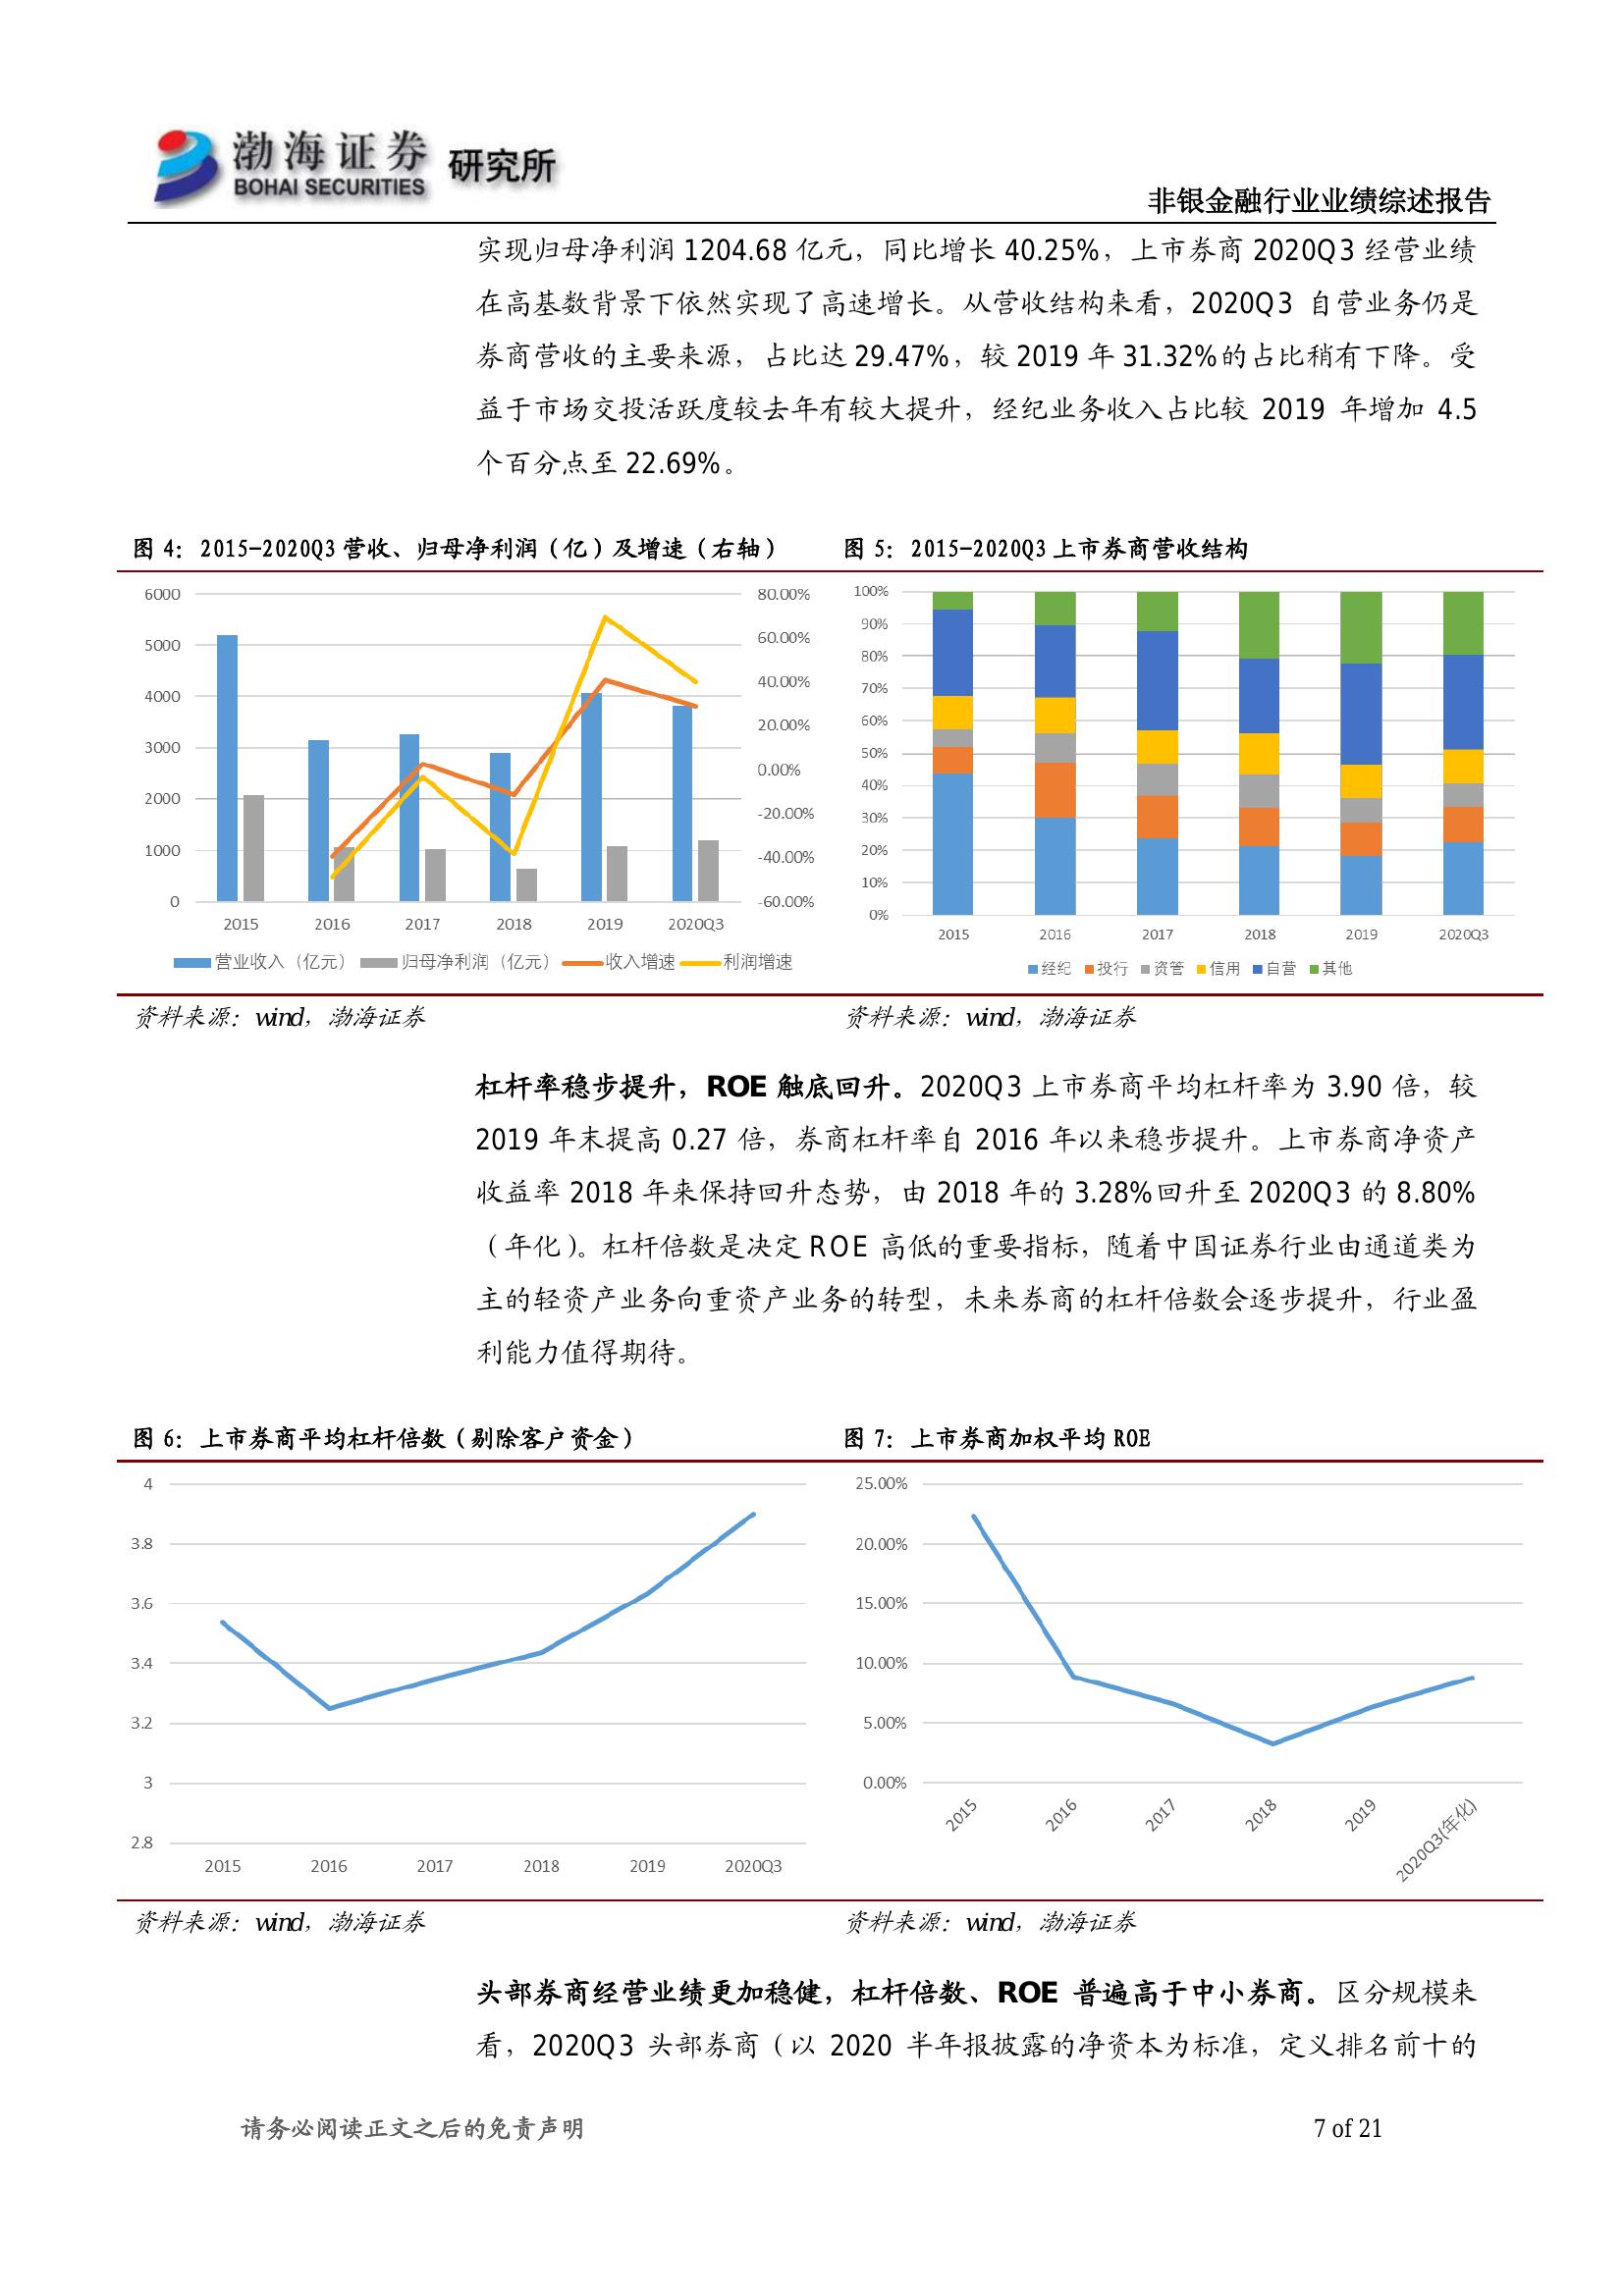 渤海证券 研究所
BOHAI SECURITIES
非银金融行业业绩综述报告
实现归母净利润 1204.68 亿元，同比增长 40.25%，上市券商 2020Q3 经营业绩
在高基数背景下依然实现了高速增长。从营收结构来看，2020Q3 自营业务仍是
券商营收的主要来源，占比达 29.47%，较 2019 年 31.32%的占比稍有下降。受
益于市场交投活跃度较去年有较大提升，经纪业务收入占比较 2019 年增加 4.5
个百分点至 22.69%。
图 4：2015-2020Q3 营收、归母净利润（亿）及增速（右轴）
6000
5000
4000
3000
2000
1000
0
80.00%
60.00%
40.00%
20.00%
0.00%
-20.00%
-40.00%
-60.00%
2015 2016 2017 2018 2019 2020Q3
营业收入（亿元） 归母净利润（亿元） 收入增速 利润增速
图 5：2015-2020Q3 上市券商营收结构
100%
90%
80%
70%
60%
50%
40%
30%
20%
10%
0%
2015 2016 2017 2018 2019 2020Q3
经纪 投行 资管 信用 自营 其他
资料来源：wind，渤海证券
资料来源：wind，渤海证券
杠杆率稳步提升，ROE 触底回升。2020Q3 上市券商平均杠杆率为 3.90 倍，较
2019 年末提高 0.27 倍，券商杠杆率自 2016 年以来稳步提升。上市券商净资产
收益率 2018 年来保持回升态势，由 2018 年的 3.28%回升至 2020Q3 的 8.80%
（年化）。杠杆倍数是决定 ROE 高低的重要指标，随着中国证券行业由通道类为
主的轻资产业务向重资产业务的转型，未来券商的杠杆倍数会逐步提升，行业盈
利能力值得期待。
图 6：上市券商平均杠杆倍数（剔除客户资金）
4
3.8
3.6
3.4
3.2
3
2.8
2015 2016 2017 2018 2019 2020Q3
图 7：上市券商加权平均 ROE
25.00%
20.00%
15.00%
10.00%
5.00%
0.00%
2015 2016 2017 2018 2019 2020Q3(年化)
资料来源：wind，渤海证券
资料来源：wind，渤海证券
头部券商经营业绩更加稳健，杠杆倍数、ROE 普遍高于中小券商。区分规模来
看，2020Q3 头部券商（以 2020 半年报披露的净资本为标准，定义排名前十的
请务必阅读正文之后的免责声明
7 of 21